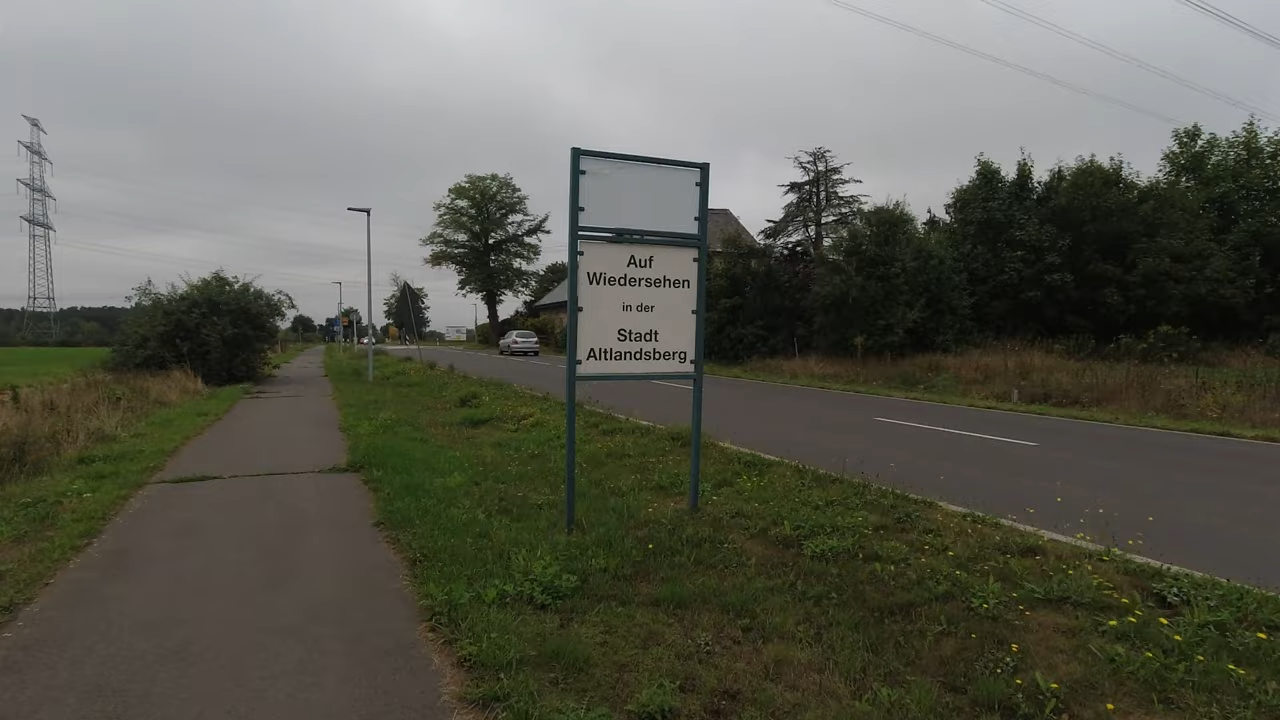 Auf
Wiedersehen
in der
Stadt
Altlandsberg